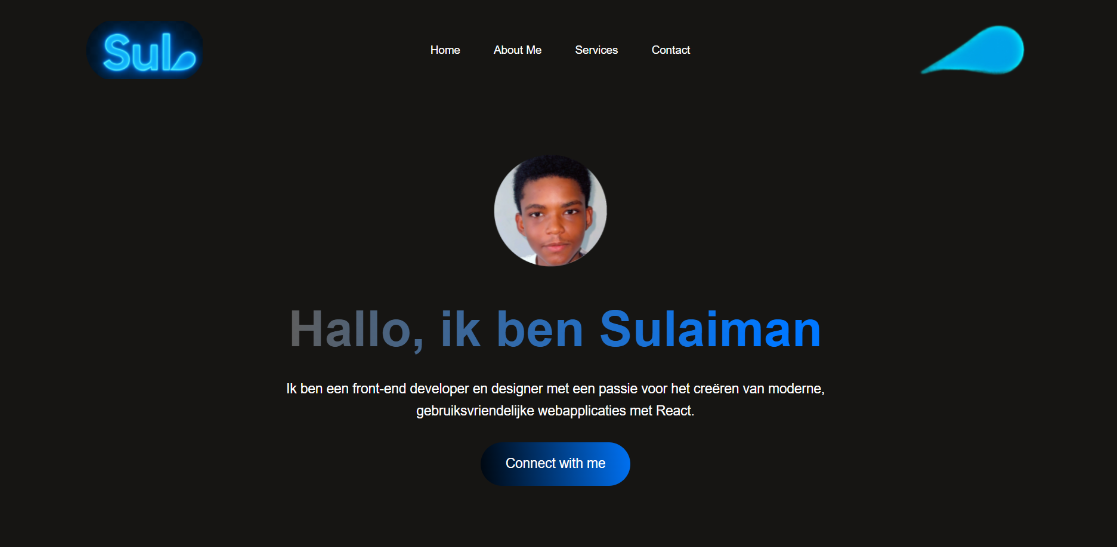 Sul
Home
About Me
Services
Contact
Hallo, ik ben Sulaiman
Ik ben een front-end developer en designer met een passie voor het creëren van moderne,
gebruiksvriendelijke webapplicaties met React.
Connect with me